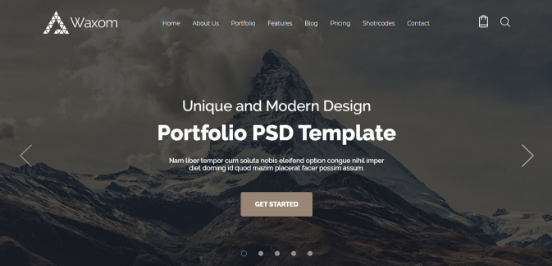 Waxom
Home About Us Portfolio Features Blog Pricing Shotrcodes Contact
Unique and Modern Design
Portfolio PSD Template
Nam liber tempor cum soluta nobis eleifend option congue nihil imper
diet doming id quod mazim placerat facer possim assum.
GET STARTED